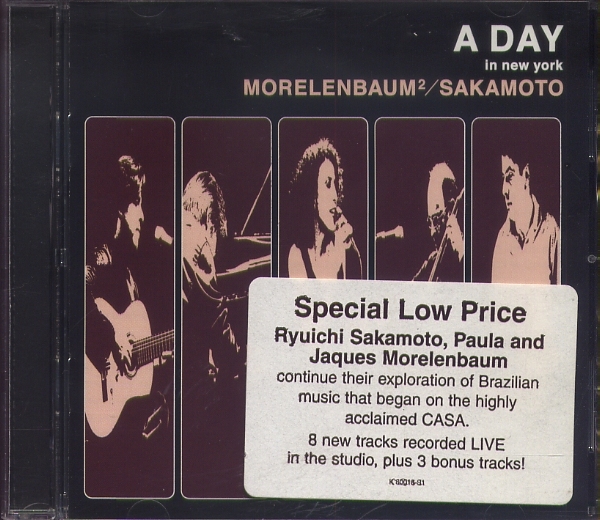 A DAY
in new york
MORELENBAUM²/SAKAMOTO
Special Low Price
Ryuichi Sakamoto, Paula and
Jaques Morelenbaum
continue their exploration of Brazilian
music that began on the highly
acclaimed CASA.
8 new tracks recorded LIVE
in the studio, plus 3 bonus tracks!